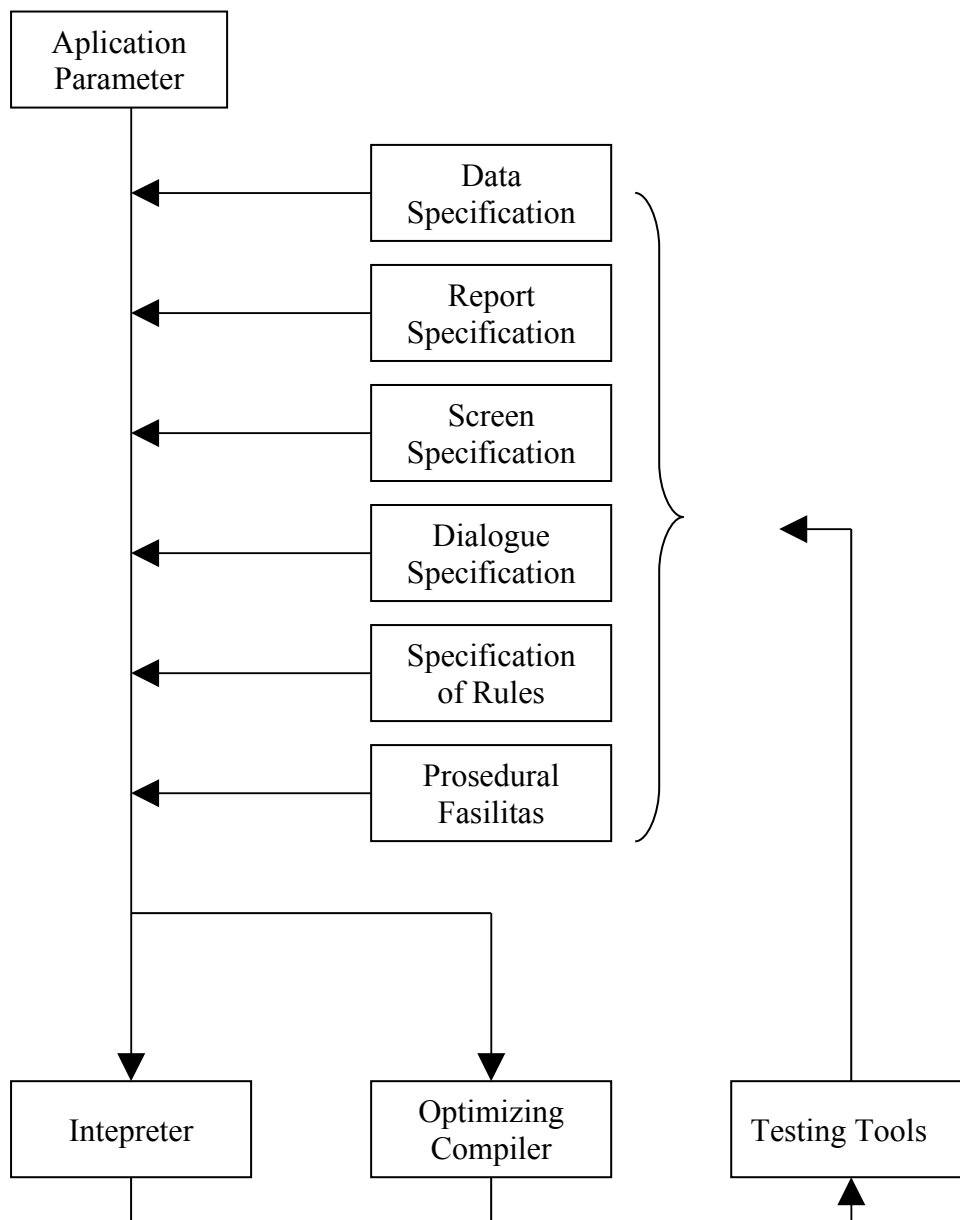 Aplication
Parameter
Data
Specification
Report
Specification
Screen
Specification
Dialogue
Specification
Specification
of Rules
Prosedural
Fasilitas
Intepreter
Optimizing
Compiler
Testing Tools